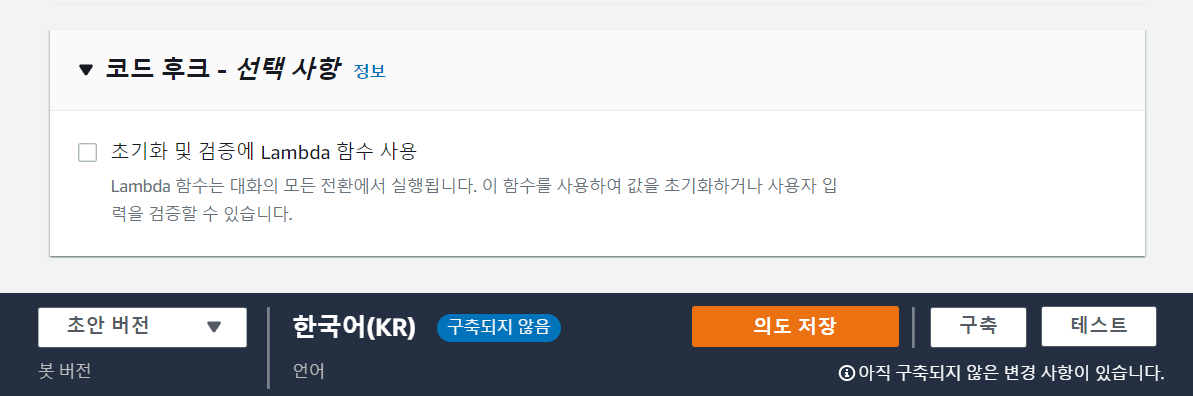 코드 후크 - 선택 사항 정보
초기화 및 검증에 Lambda 함수 사용
Lambda 함수는 대화의 모든 전환에서 실행됩니다. 이 함수를 사용하여 값을 초기화하거나 사용자 입
력을 검증할 수 있습니다.
초안 버전
봇 버전
한국어(KR) 구축되지 않음
언어
의도 저장
구축
테스트
아직 구축되지 않은 변경 사항이 있습니다.